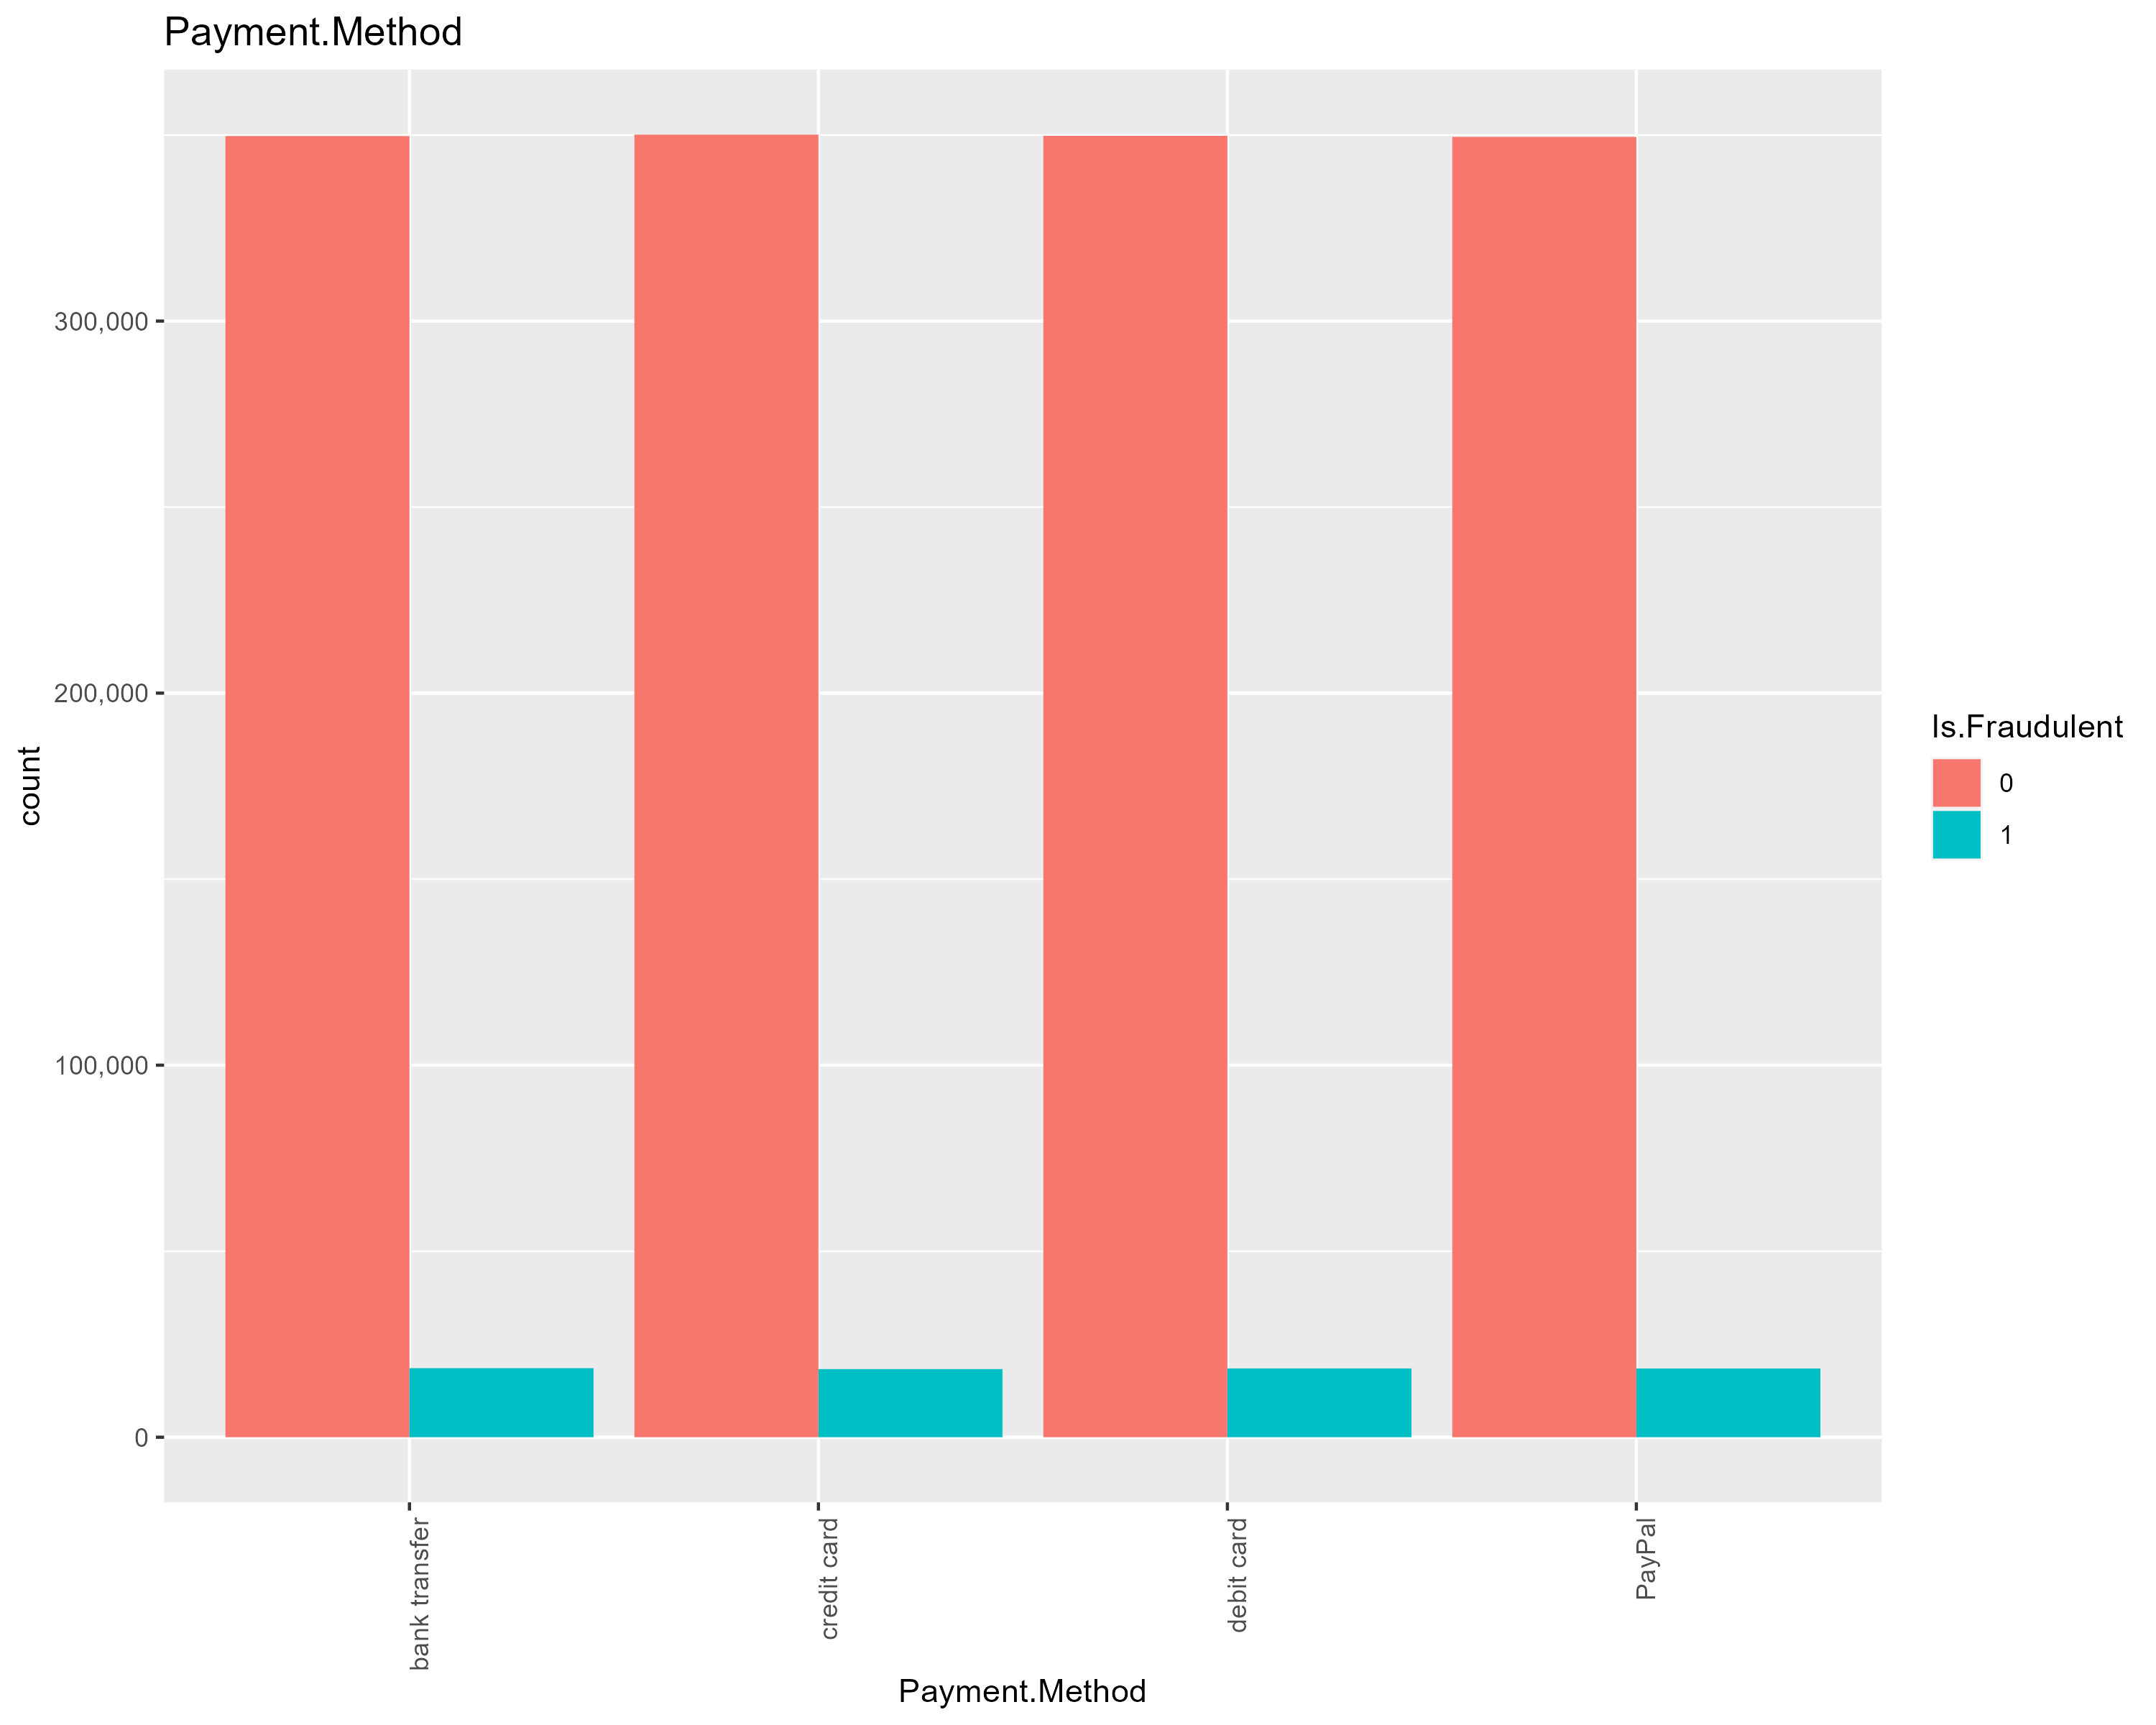 Payment.Method
300,000
200,000
100,000
0
count
bank transfer
credit card
debit card
PayPal
Payment.Method
Is.Fraudulent
0
1